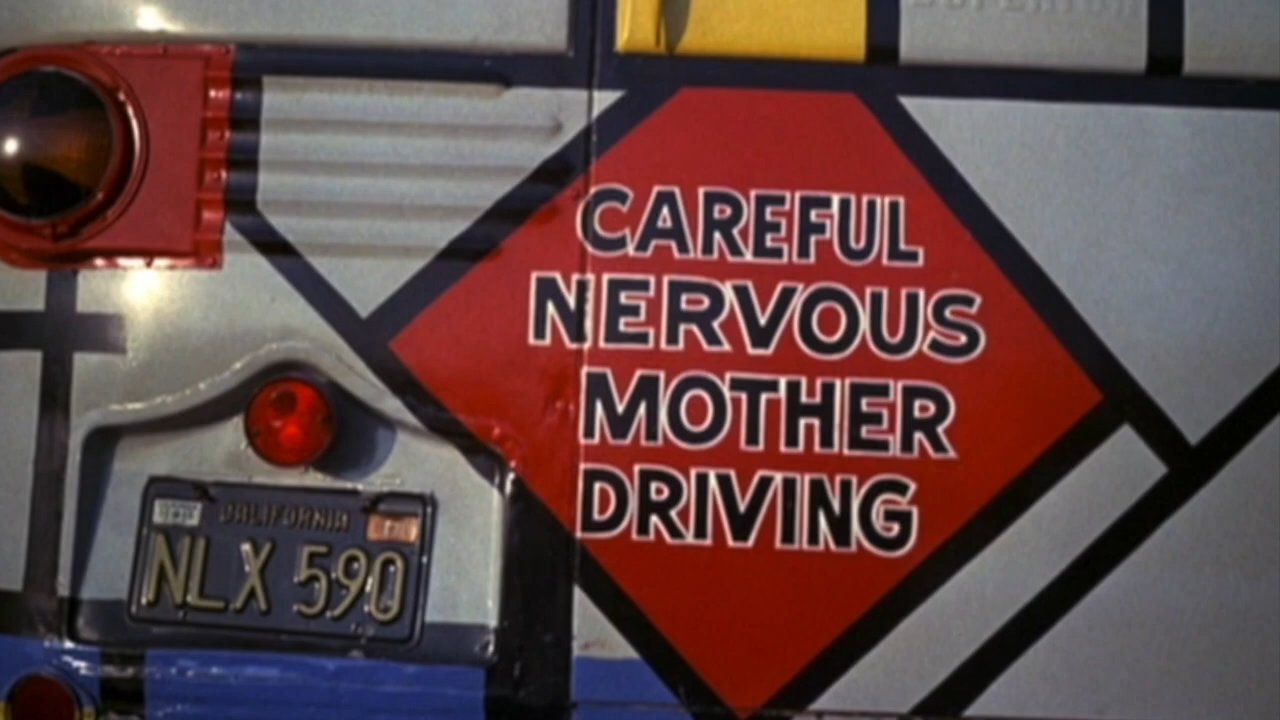 CAREFUL
NERVOUS
MOTHER
DRIVING
CALIFORNIA
NLX 590